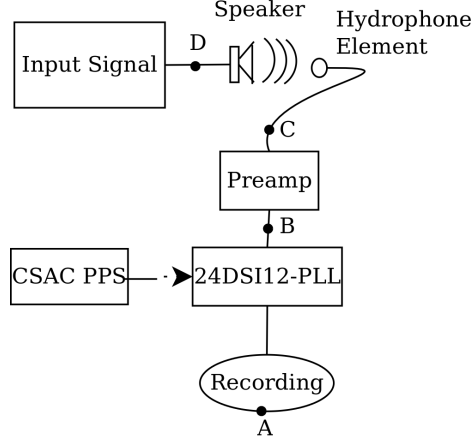 Speaker
Hydrophone
Element
D
Input Signal
C
Preamp
B
CSAC PPS
24DSI12-PLL
Recording
A